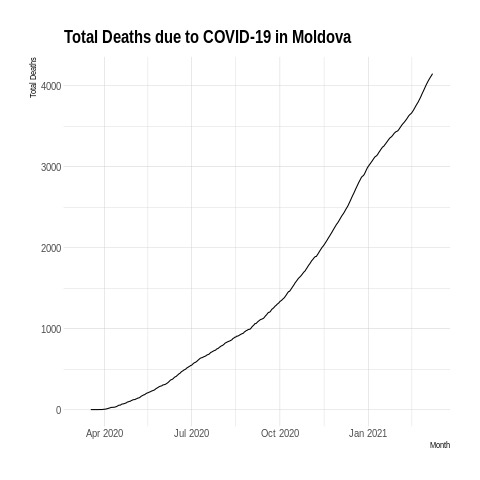 Total Deaths due to COVID-19 in Moldova
Total Deaths
4000
3000
2000
1000
0
Apr 2020
Jul 2020
Oct 2020
Jan 2021
Month